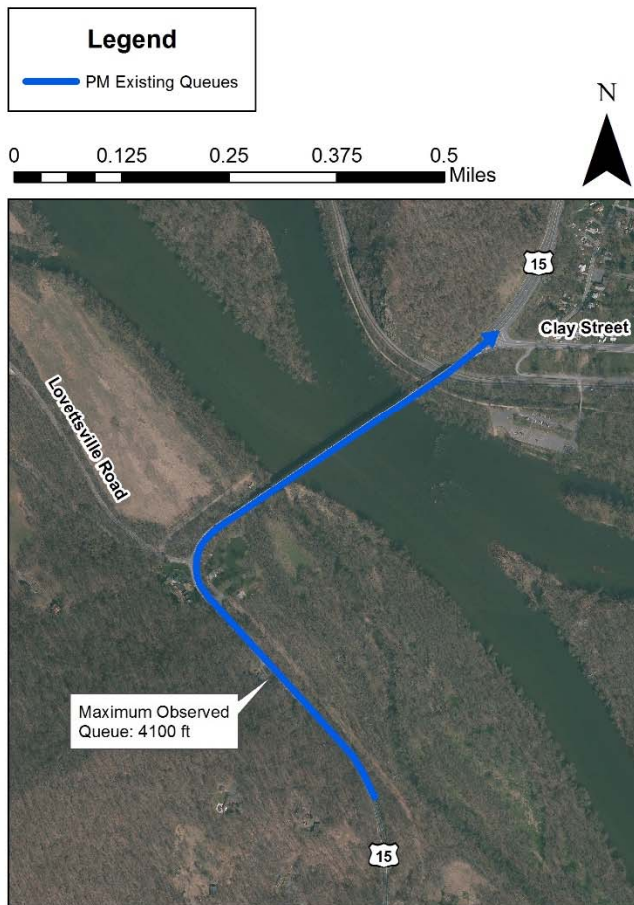 Legend
PM Existing Queues
N
0 0.125 0.25 0.375 0.5
Miles
15
Clay Street
Lovettsville Road
Maximum Observed
Queue: 4100 ft
15